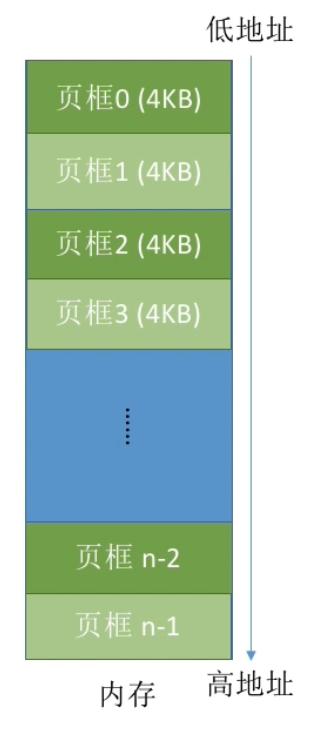 低地址
页框0 (4KB)
页框1 (4KB)
页框2 (4KB)
页框3 (4KB)
······
页框 n-2
页框 n-1
内存
高地址